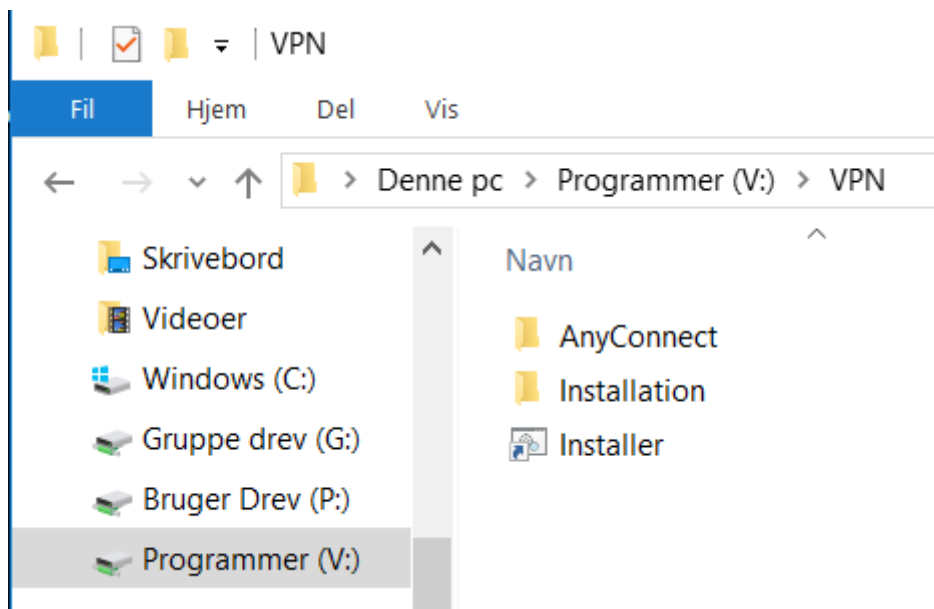 VPN
Fil Hjem Del Vis
Denne pc > Programmer (V:) > VPN
Skrivebord
Videoer
Windows (C:)
Gruppe drev (G:)
Bruger Drev (P:)
Programmer (V:)
Navn
AnyConnect
Installation
Installer